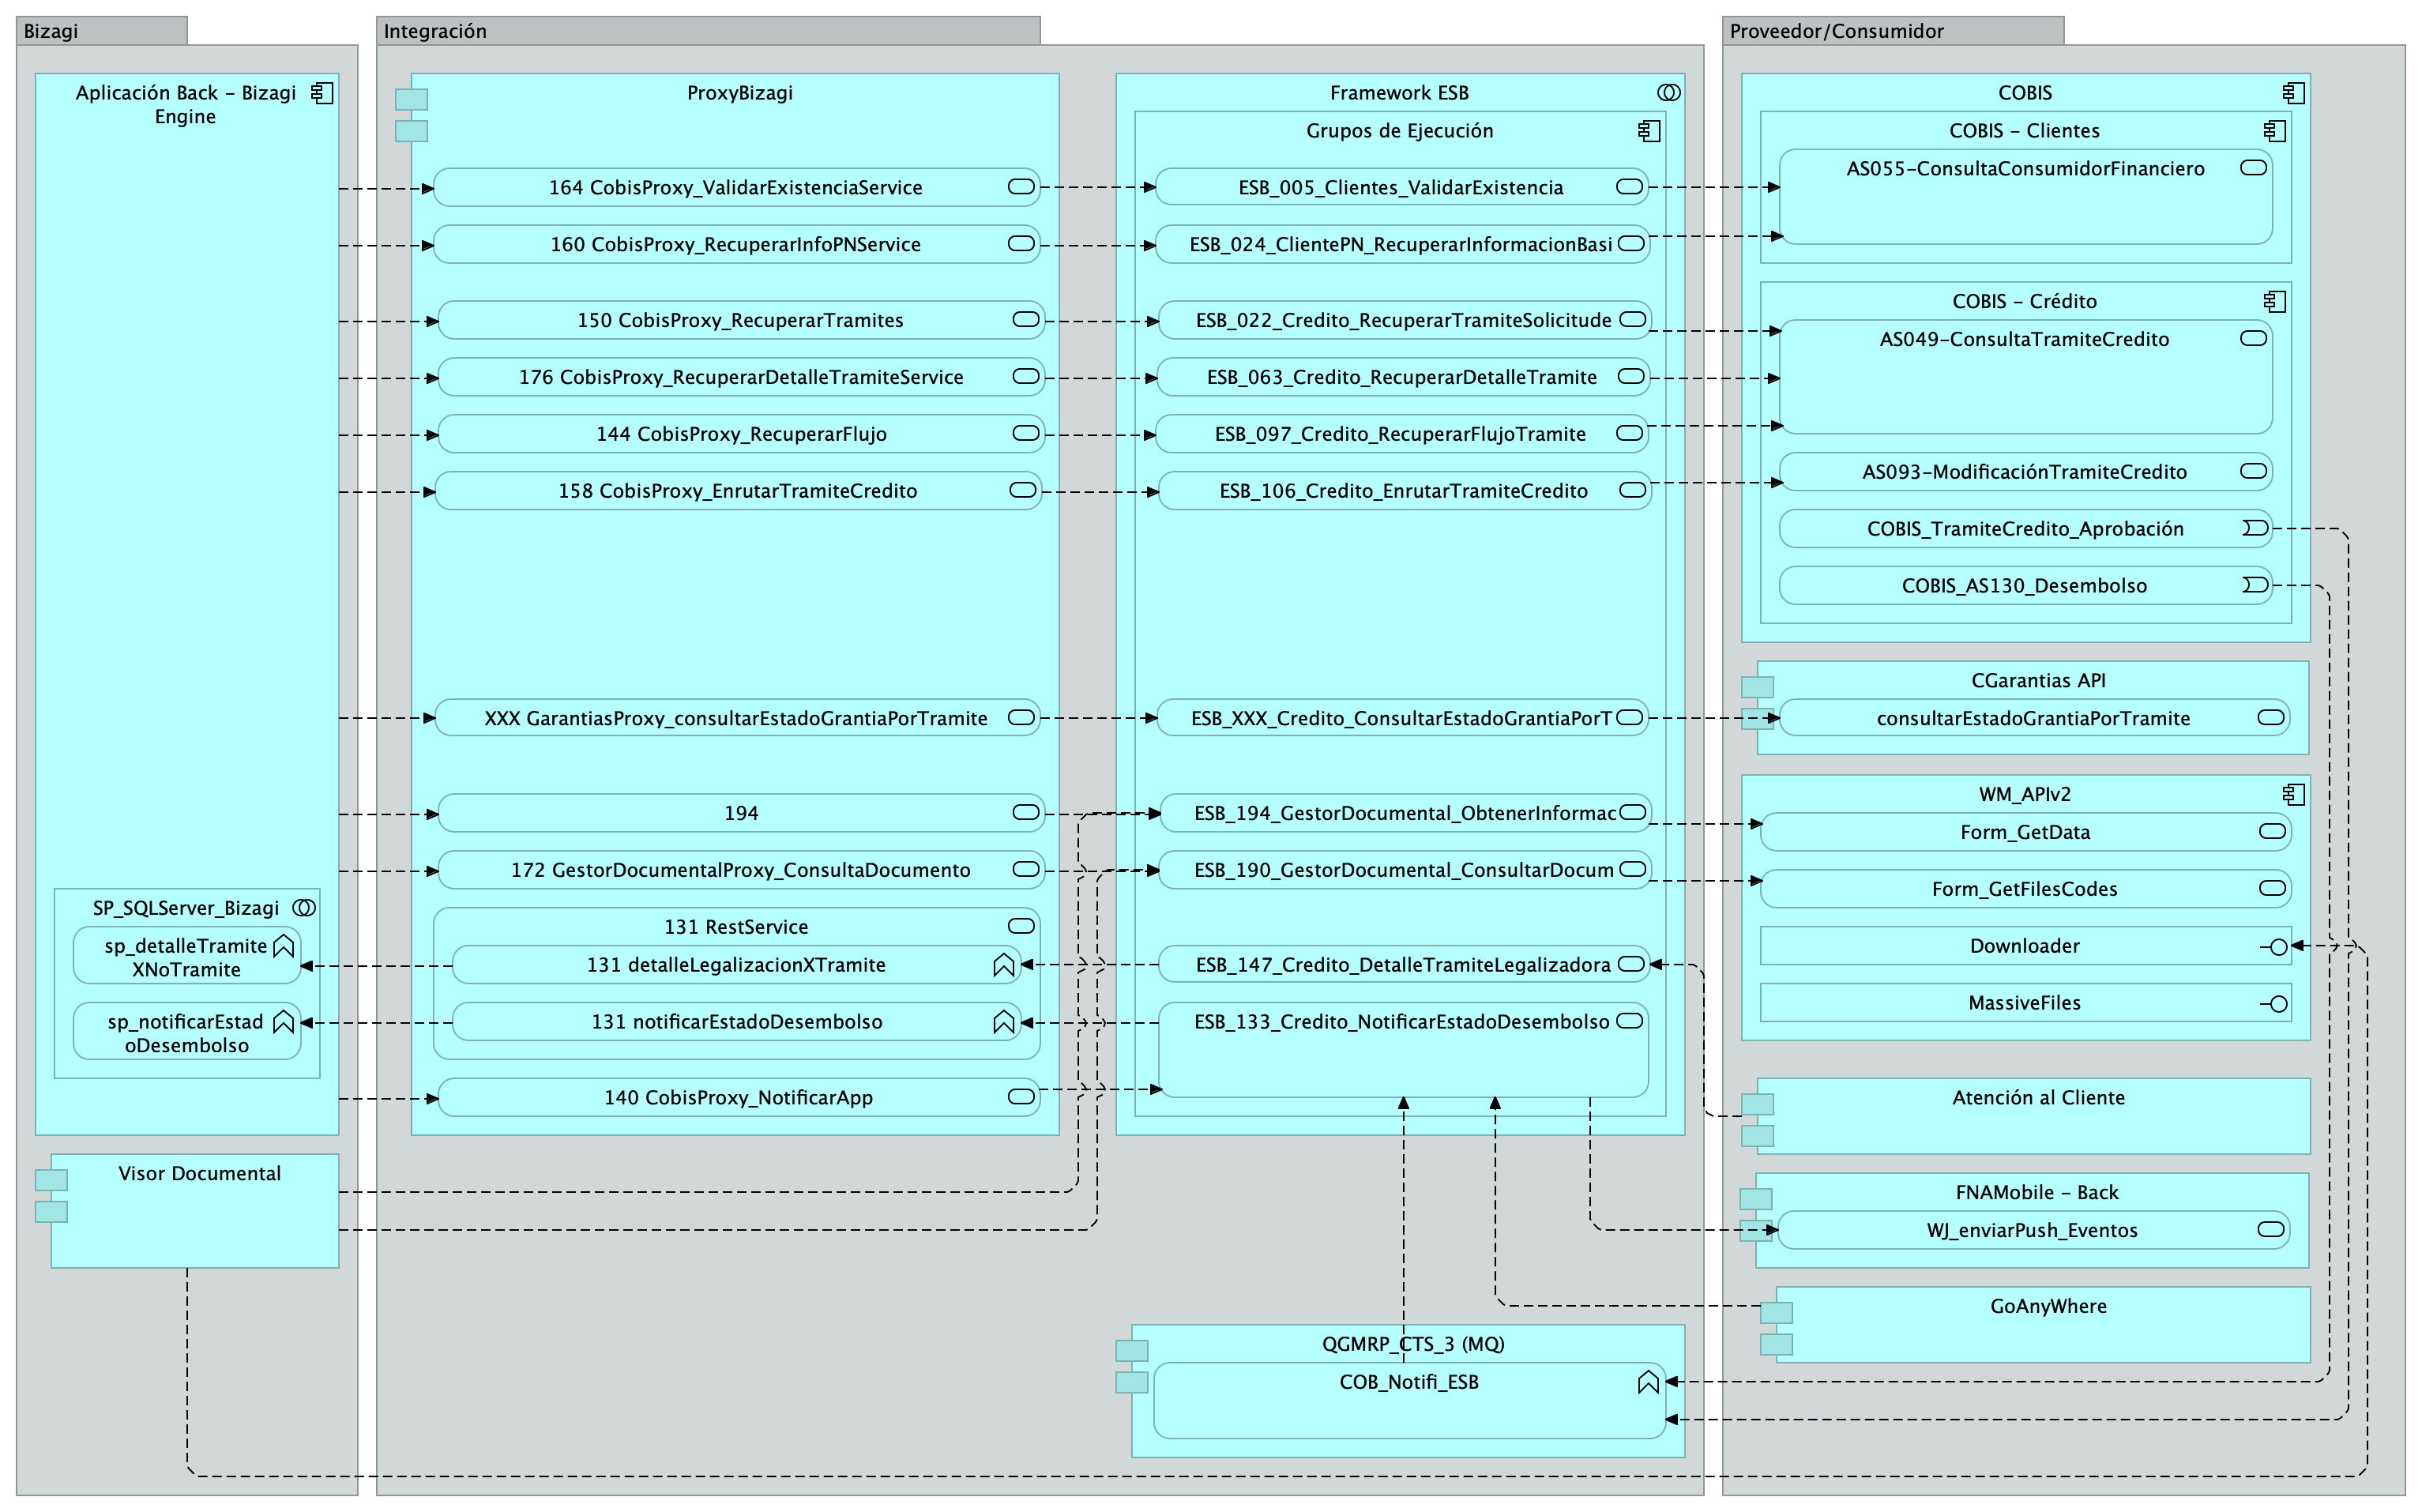 Bizagi
Aplicación Back – Bizagi
Engine
SP_SQLServer_Bizagi
sp_detalleTramite
XNoTramite
sp_notificarEstad
oDesembolso
Visor Documental
Integración
ProxyBizagi
164 CobisProxy_ValidarExistenciaService
160 CobisProxy_RecuperarInfoPNService
150 CobisProxy_RecuperarTramites
176 CobisProxy_RecuperarDetalleTramiteService
144 CobisProxy_RecuperarFlujo
158 CobisProxy_EnrutarTramiteCredito
XXX GarantiasProxy_consultarEstadoGrantiaPorTramite
194
172 GestorDocumentalProxy_ConsultaDocumento
131 RestService
131 detalleLegalizacionXTramite
131 notificarEstadoDesembolso
140 CobisProxy_NotificarApp
Framework ESB
Grupos de Ejecución
ESB_005_Clientes_ValidarExistencia
ESB_024_ClientePN_RecuperarInformacionBasi
ESB_022_Credito_RecuperarTramiteSolicitude
ESB_063_Credito_RecuperarDetalleTramite
ESB_097_Credito_RecuperarFlujoTramite
ESB_106_Credito_EnrutarTramiteCredito
ESB_XXX_Credito_ConsultarEstadoGrantiaPorT
ESB_194_GestorDocumental_ObtenerInformac
ESB_190_GestorDocumental_ConsultarDocum
ESB_147_Credito_DetalleTramiteLegalizadora
ESB_133_Credito_NotificarEstadoDesembolso
QGMRP_CTS_3 (MQ)
COB_Notifi_ESB
Proveedor/Consumidor
COBIS
COBIS – Clientes
AS055–ConsultaConsumidorFinanciero
COBIS – Crédito
AS049–ConsultaTramiteCredito
AS093–ModificaciónTramiteCredito
COBIS_TramiteCredito_Aprobación
COBIS_AS130_Desembolso
CGarantias API
consultarEstadoGrantiaPorTramite
WM_APIv2
Form_GetData
Form_GetFilesCodes
Downloader
MassiveFiles
Atención al Cliente
FNAMobile – Back
WJ_enviarPush_Eventos
GoAnyWhere